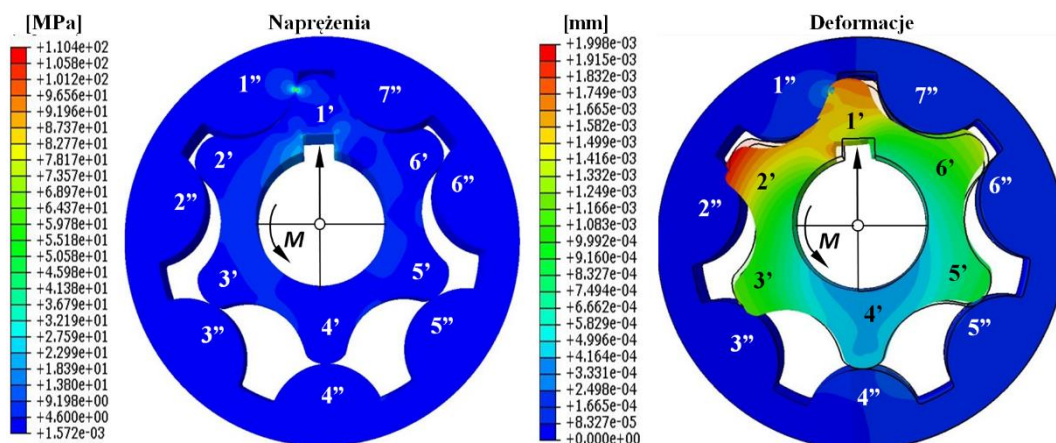 [MPa]
Naprężenia
+1.104e+02
+1.058e+02
+1.012e+02
+9.656e+01
+9.196e+01
+8.737e+01
+8.277e+01
+7.817e+01
+7.357e+01
+6.897e+01
+6.437e+01
+5.978e+01
+5.518e+01
+5.058e+01
+4.598e+01
+4.138e+01
+3.679e+01
+3.219e+01
+2.759e+01
+2.299e+01
+1.839e+01
+1.380e+01
+9.198e+00
+4.600e+00
+1.572e-03
1”
7”
1’
2’
6’
2”
6”
M
3’
5’
3”
4’
5”
4”
[mm]
Deformacje
+1.998e-03
+1.915e-03
+1.832e-03
+1.748e-03
+1.665e-03
+1.582e-03
+1.499e-03
+1.416e-03
+1.332e-03
+1.249e-03
+1.166e-03
+1.083e-03
+9.992e-04
+9.160e-04
+8.327e-04
+7.494e-04
+6.662e-04
+5.829e-04
+4.996e-04
+4.164e-04
+3.331e-04
+2.498e-04
+1.665e-04
+8.327e-05
+0.000e+00
1”
7”
1’
2’
6’
2”
6”
M
3’
5’
3”
4’
5”
4”